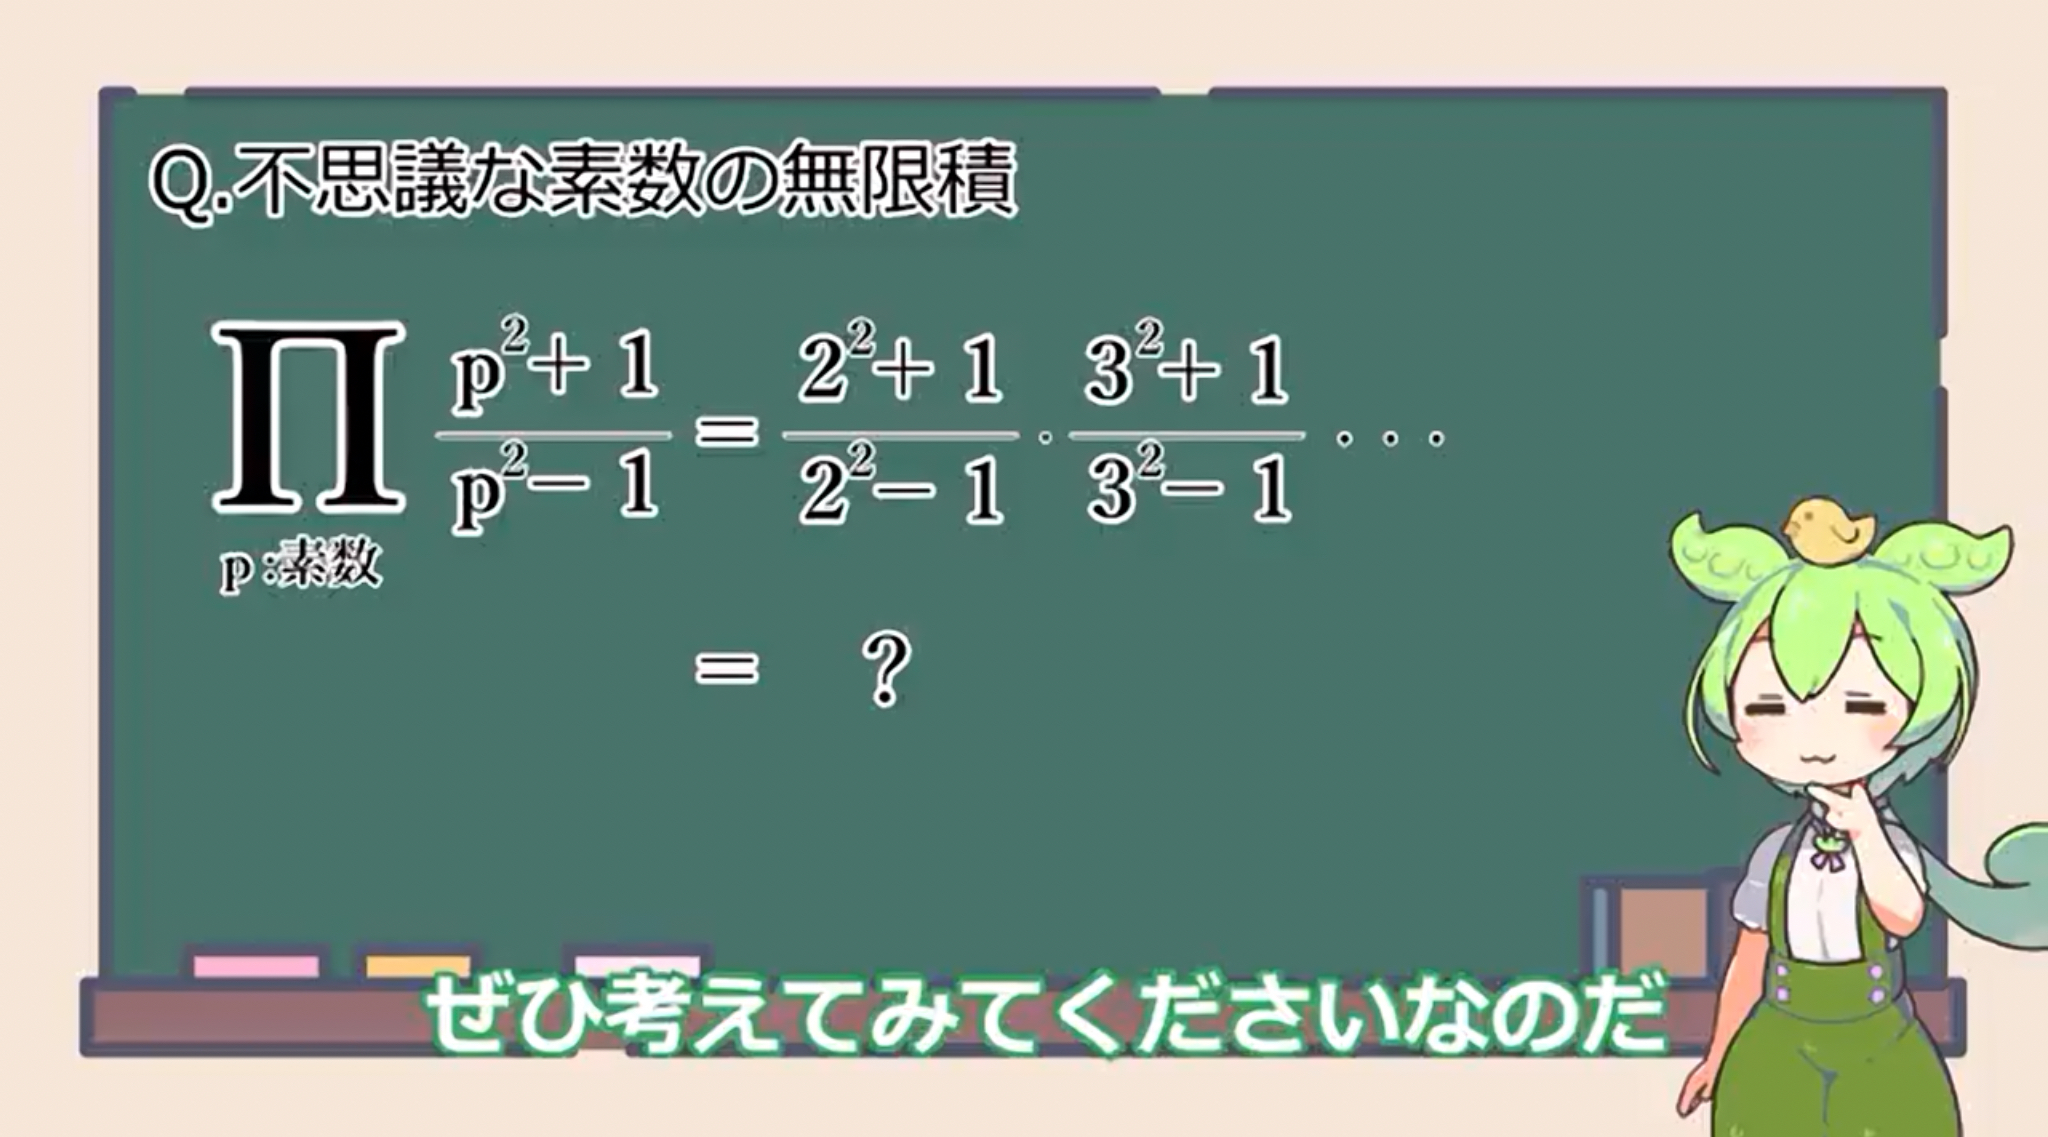 Q.不思議な素数の無限積
∏ p²+1/p²−1 = 2²+1/2²−1 · 3²+1/3²−1 · · ·
p:素数
= ?
ぜひ考えてみてくださいなのだ